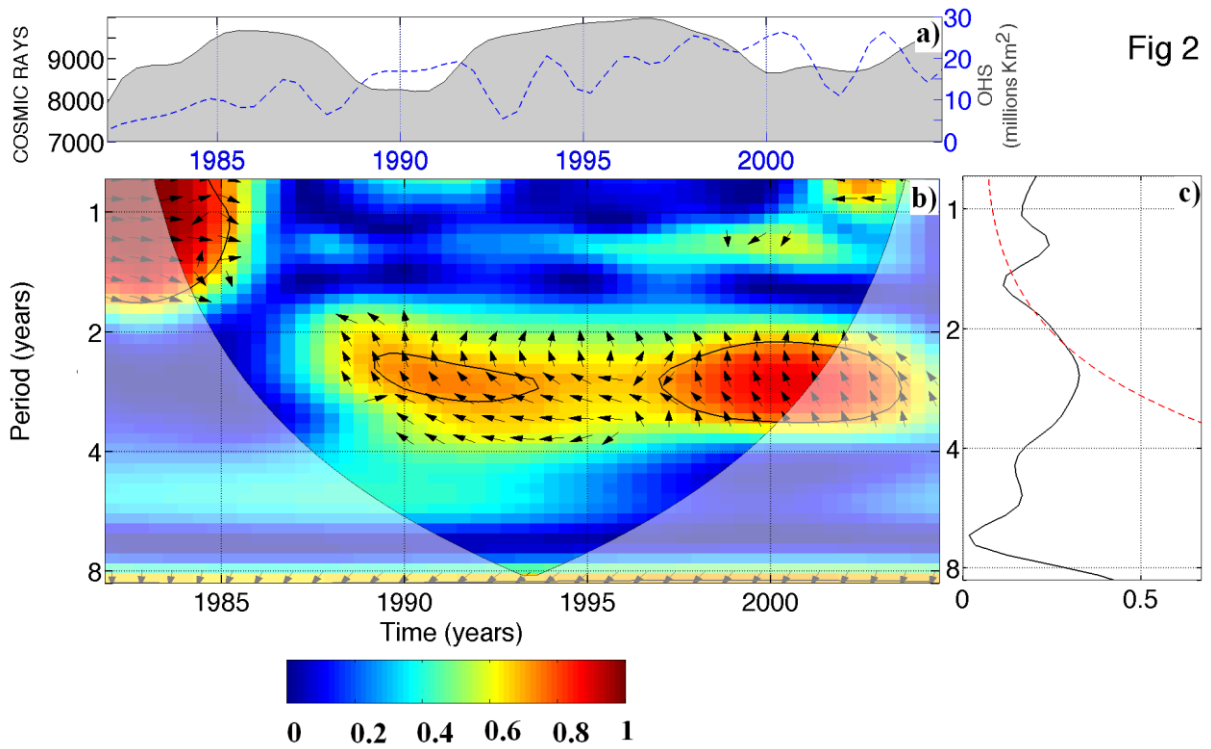 Fig 2
a)
COSMIC RAYS
9000
8000
7000
30
20
10
0
OHS
(millions Km²)
1985 1990 1995 2000
b)
Period (years)
1
2
4
8
1985 1990 1995 2000
Time (years)
c)
1
2
4
8
0 0.5
0 0.2 0.4 0.6 0.8 1